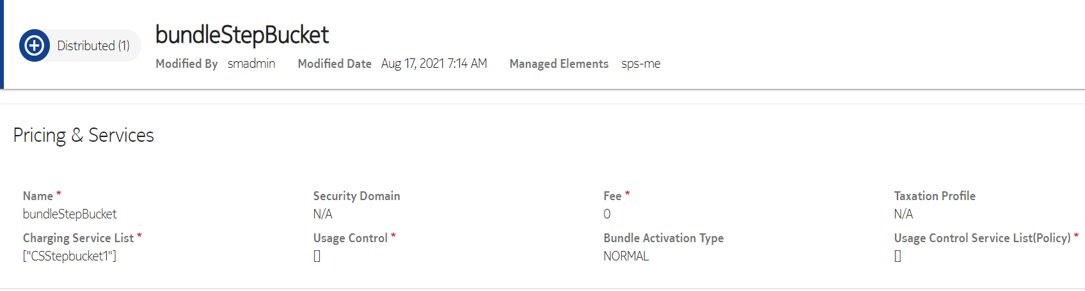 Distributed (1)
bundleStepBucket
Modified By smadmin Modified Date Aug 17, 2021 7:14 AM Managed Elements sps-me
Pricing & Services
Name * Security Domain Fee * Taxation Profile
bundleStepBucket N/A 0 N/A
Charging Service List * Usage Control * Bundle Activation Type Usage Control Service List(Policy) *
["CSStepbucket1"] [] NORMAL []